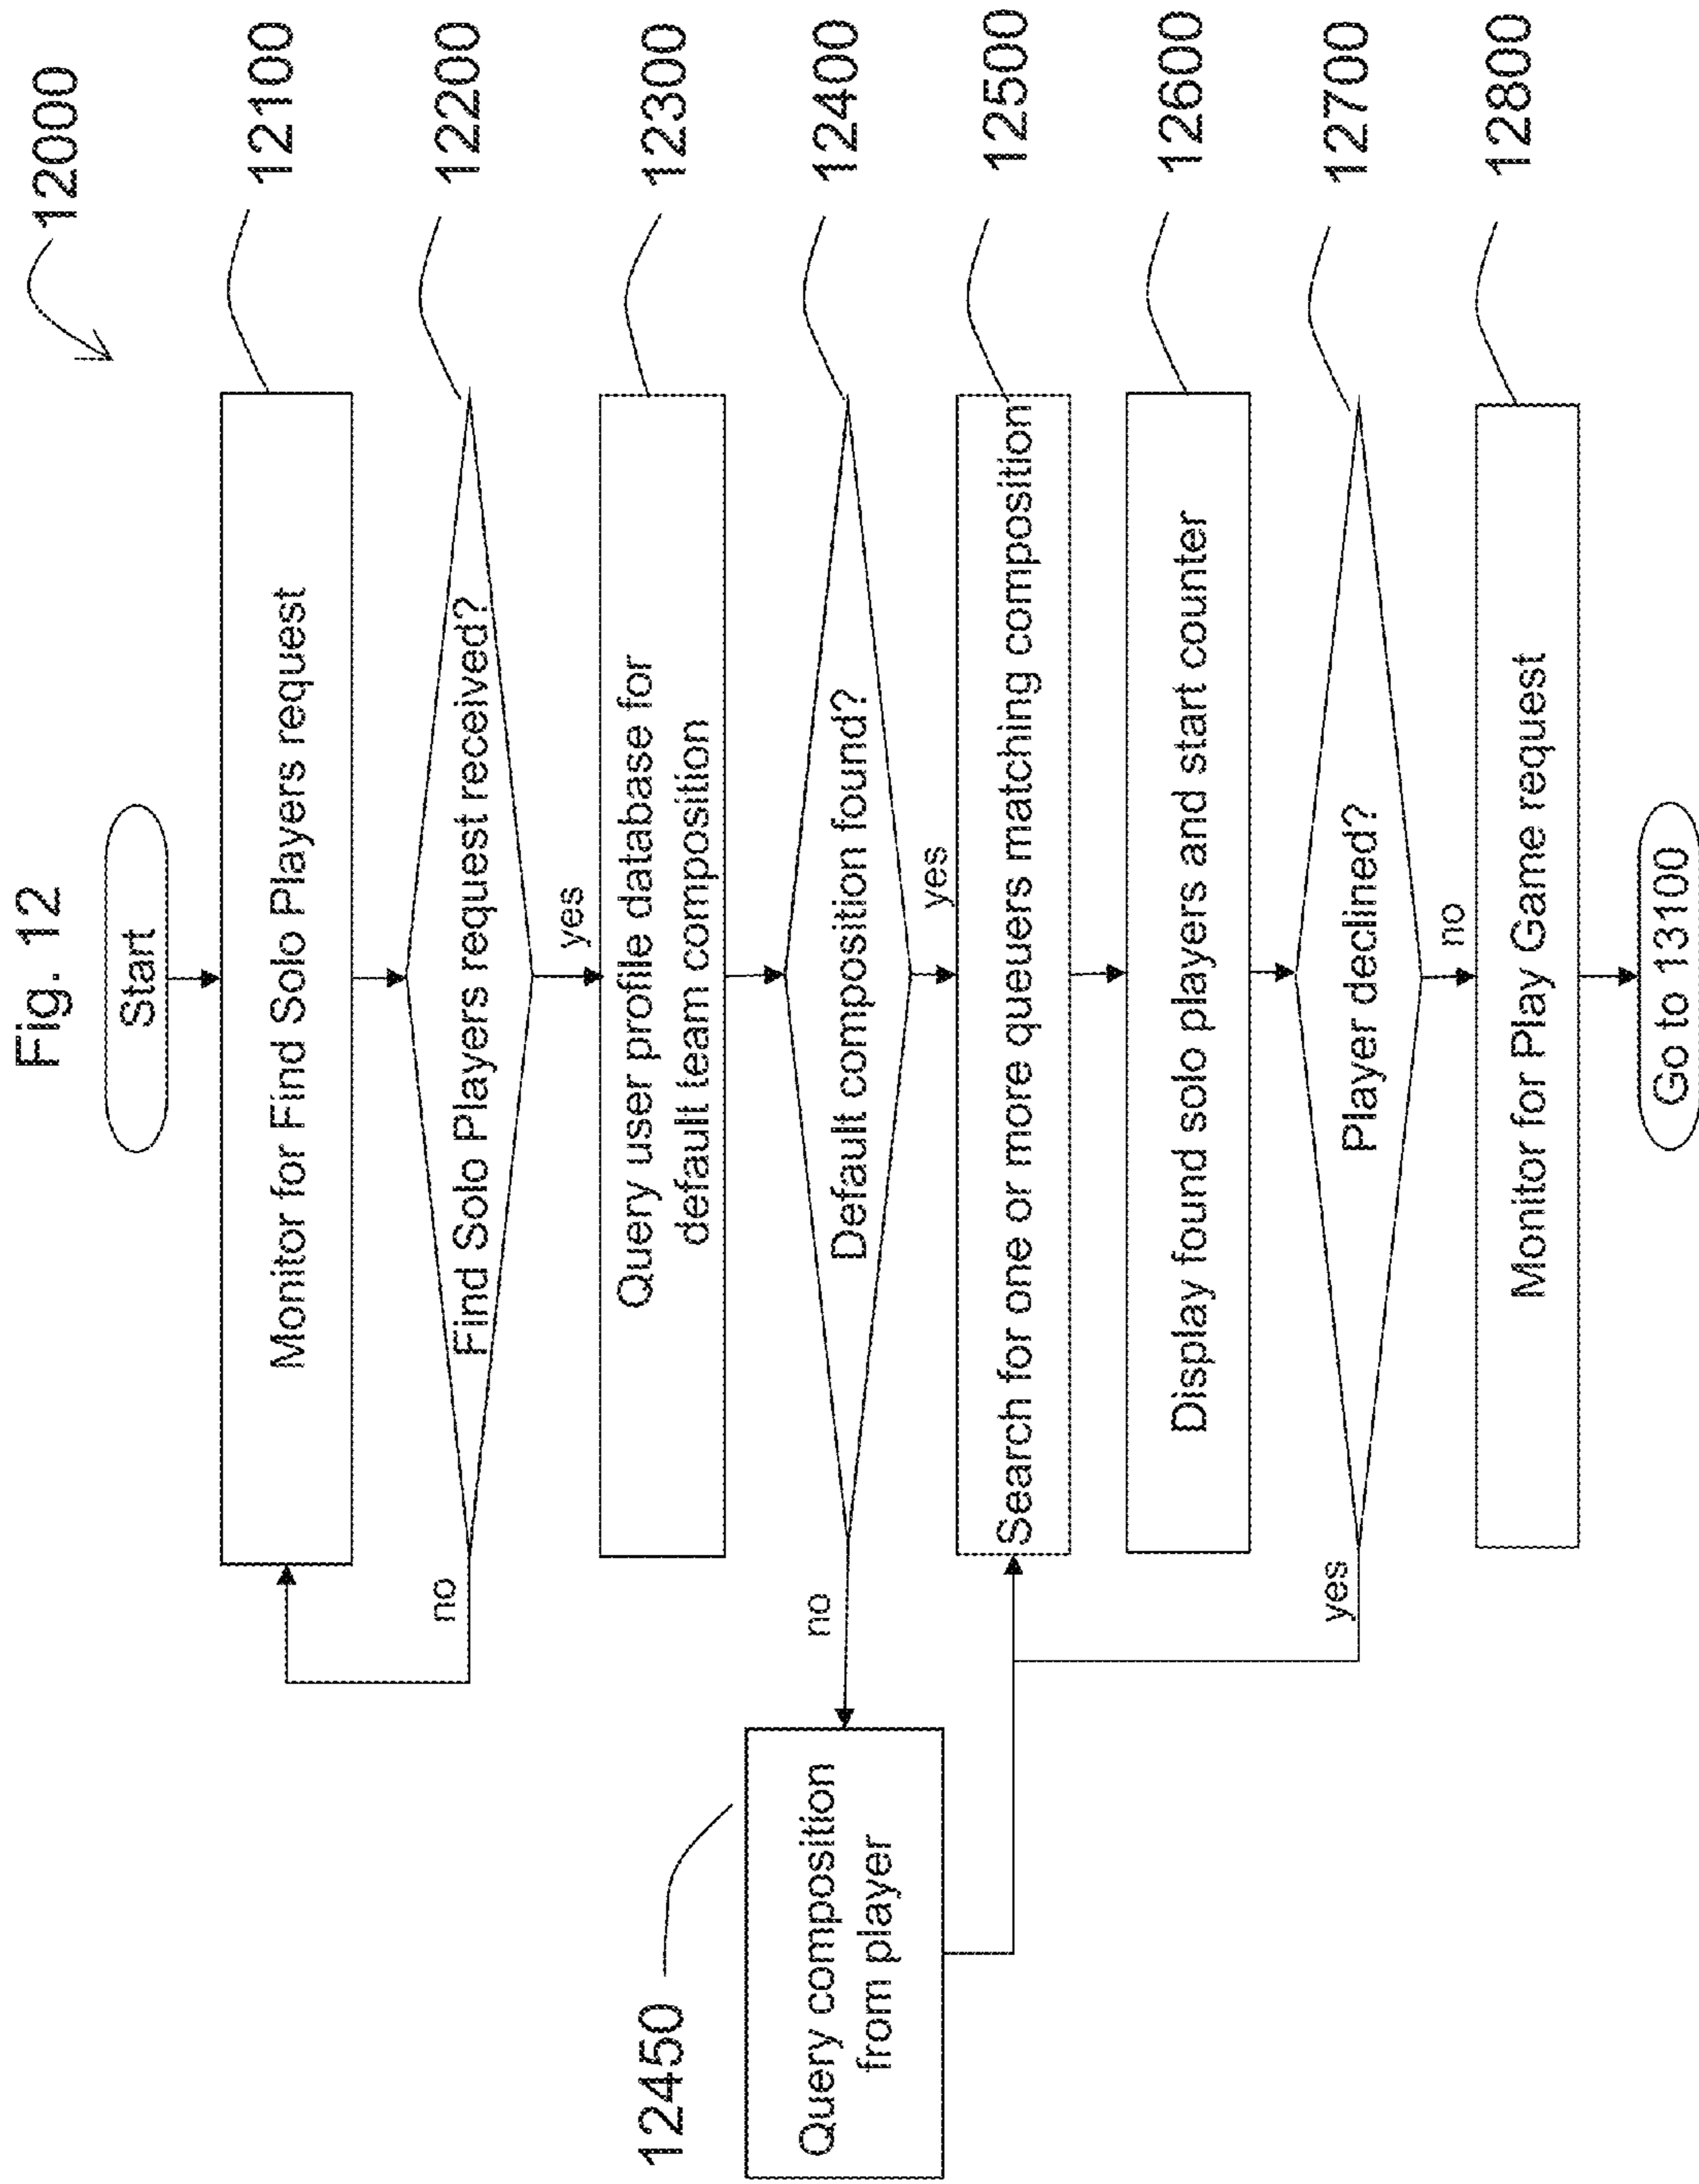 Fig. 12
12000
Start
Monitor for Find Solo Players request
12100
Find Solo Players request received?
12200
no
yes
Query user profile database for
default team composition
12300
Default composition found?
12400
no
yes
12450
Query composition
from player
Search for one or more queuers matching composition
12500
Display found solo players and start counter
12600
Player declined?
12700
yes
no
Monitor for Play Game request
12800
Go to 13100